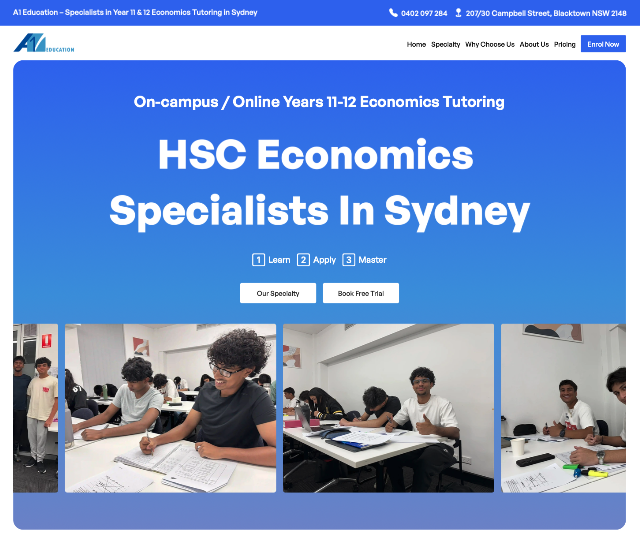 A1 Education – Specialists in Year 11 & 12 Economics Tutoring in Sydney
0402 097 284
207/30 Campbell Street, Blacktown NSW 2148
A1 EDUCATION
Home Specialty Why Choose Us About Us Pricing Enrol Now
On-campus / Online Years 11-12 Economics Tutoring
HSC Economics
Specialists In Sydney
1 Learn 2 Apply 3 Master
Our Specialty Book Free Trial